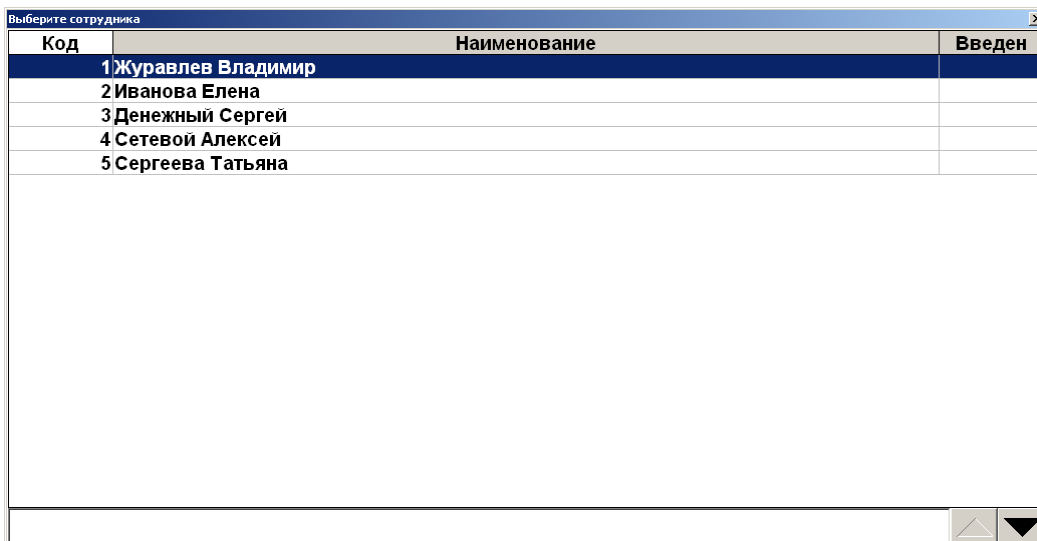 Выберите сотрудника
Код Наименование Введен
1 Журавлев Владимир
2 Иванова Елена
3 Денежный Сергей
4 Сетевой Алексей
5 Сергеева Татьяна